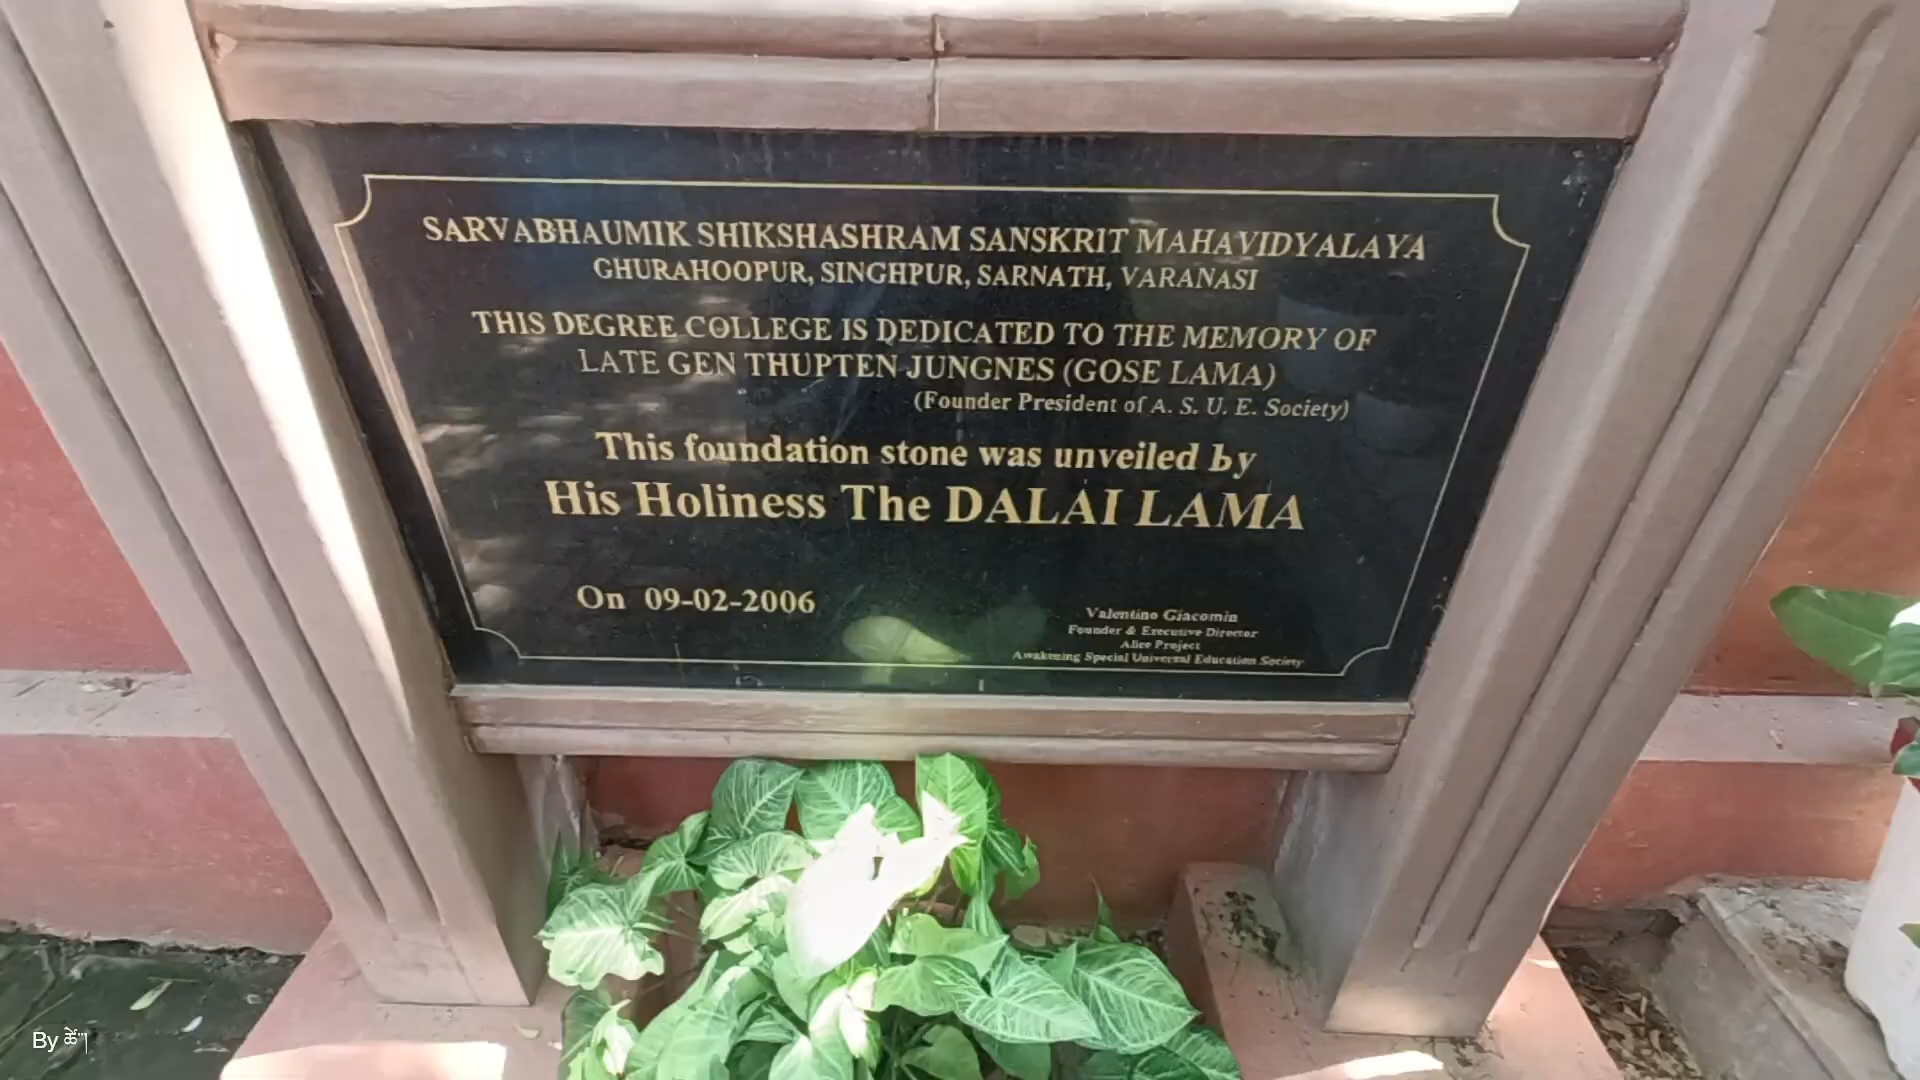 SARVABHAUMIK SHIKSHASHRAM SANSKRIT MAHAVIDYALAYA
GHURAHOOPUR, SINGHPUR, SARNATH, VARANASI
THIS DEGREE COLLEGE IS DEDICATED TO THE MEMORY OF
LATE GEN THUPTEN JUNGNES (GOSE LAMA)
(Founder President of A. S. U. E. Society)
This foundation stone was unveiled by
His Holiness The DALAI LAMA
On 09-02-2006
Valentino Giacomin
Founder & Executive Director
Alice Project
Awakening Special Universal Education Society
By